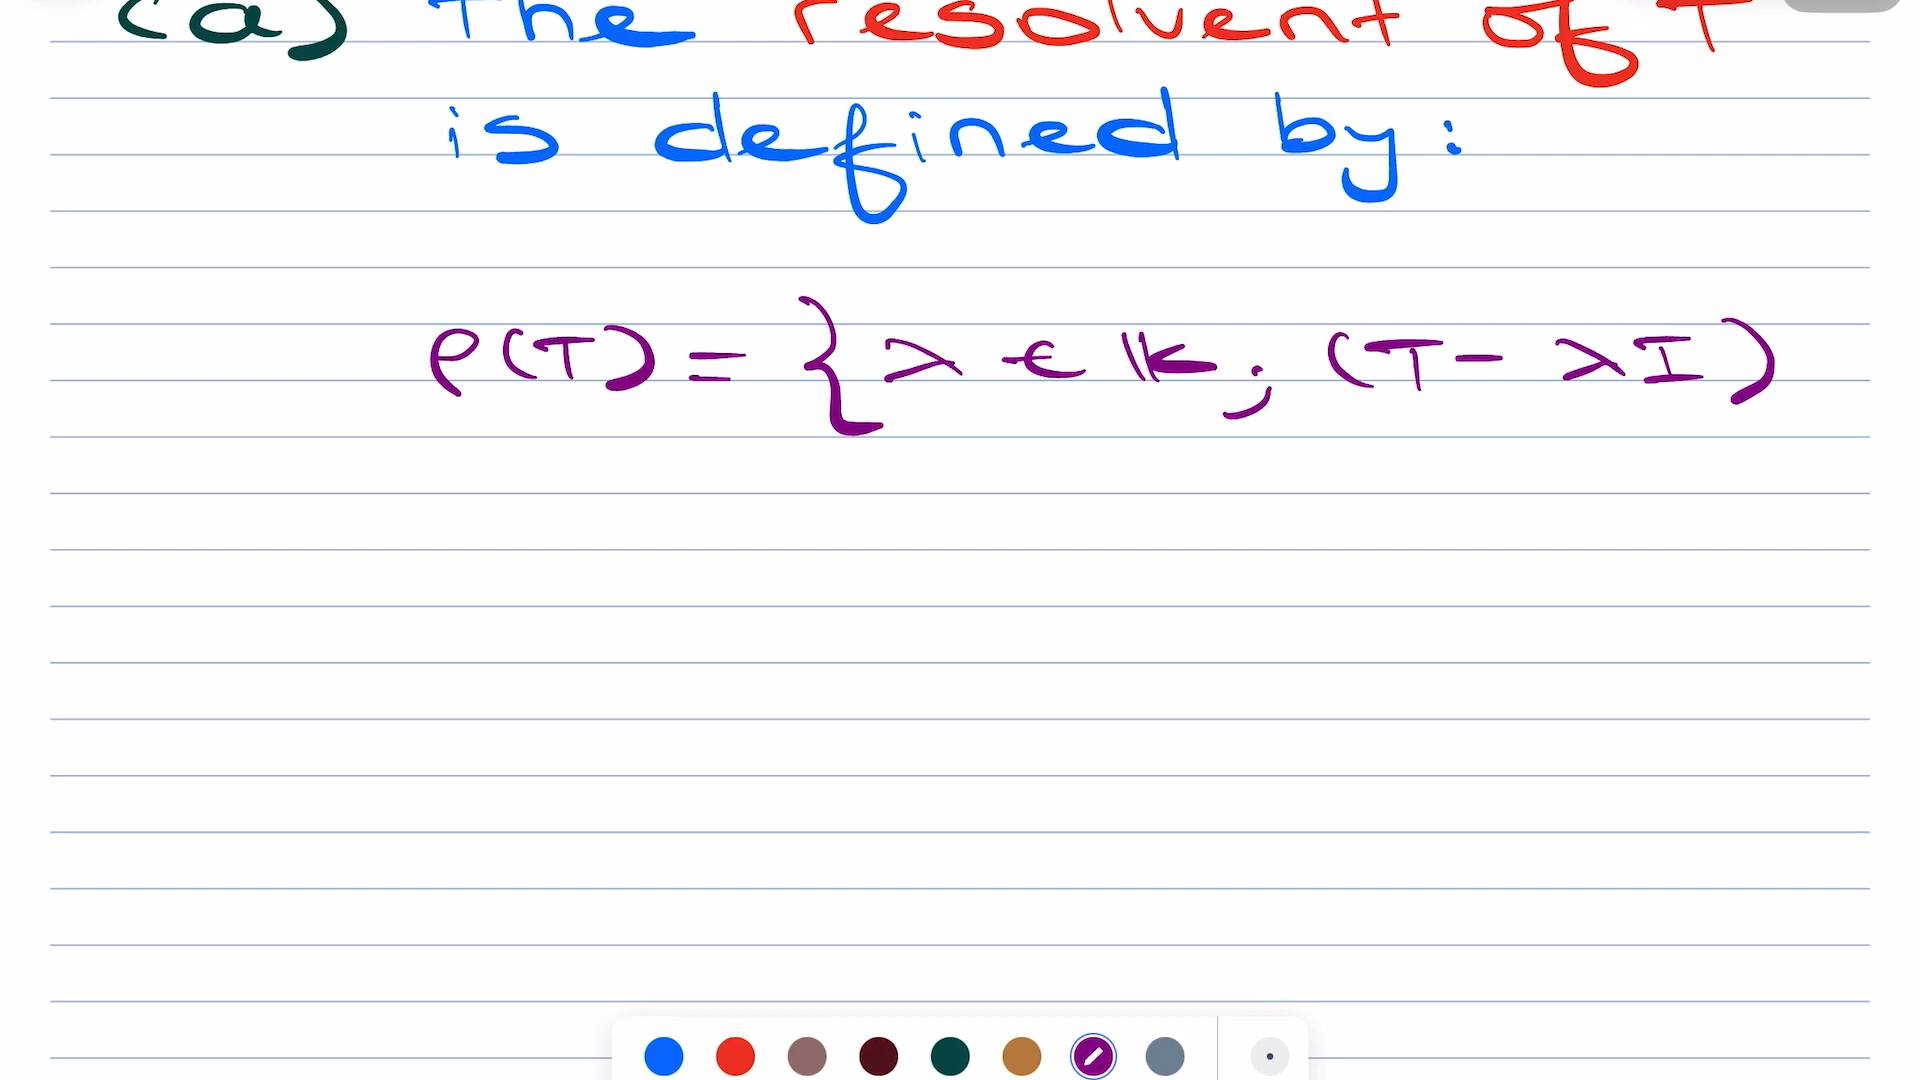 (a) The resolvent of T
is defined by:
ρ(T) = { λ ∈ 𝕂 ; (T - λI)